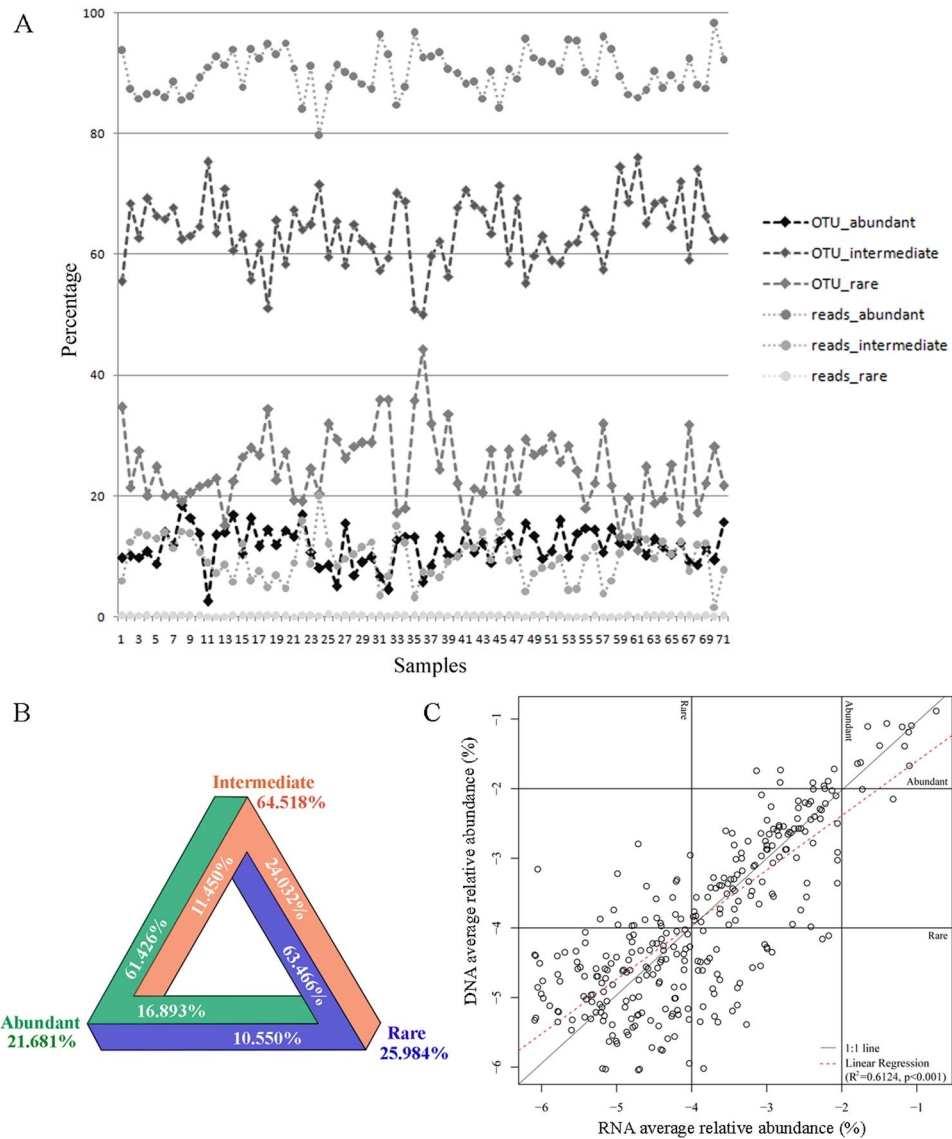 A
100
80
60
40
20
0
Percentage
1 3 5 7 9 11 13 15 17 19 21 23 25 27 29 31 33 35 37 39 41 43 45 47 49 51 53 55 57 59 61 63 65 67 69 71
Samples
OTU_abundant
OTU_intermediate
OTU_rare
reads_abundant
reads_intermediate
reads_rare
B
Intermediate
64.518%
61.426%
11.450%
24.032%
63.466%
16.893%
10.550%
Abundant
21.681%
Rare
25.984%
C
Rare
Abundant
Abundant
Rare
-1
-2
-3
-4
-5
-6
DNA average relative abundance (%)
1:1 line
Linear Regression
(R²=0.6124, p<0.001)
-6 -5 -4 -3 -2 -1
RNA average relative abundance (%)